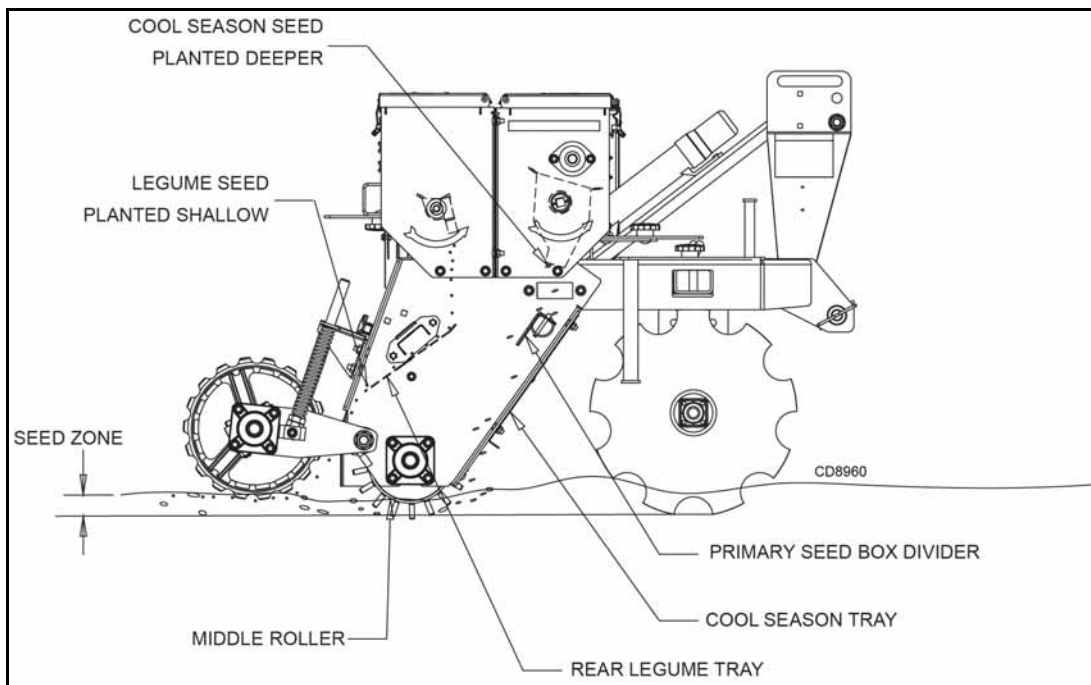 COOL SEASON SEED
PLANTED DEEPER
LEGUME SEED
PLANTED SHALLOW
SEED ZONE
CD8960
PRIMARY SEED BOX DIVIDER
COOL SEASON TRAY
MIDDLE ROLLER
REAR LEGUME TRAY